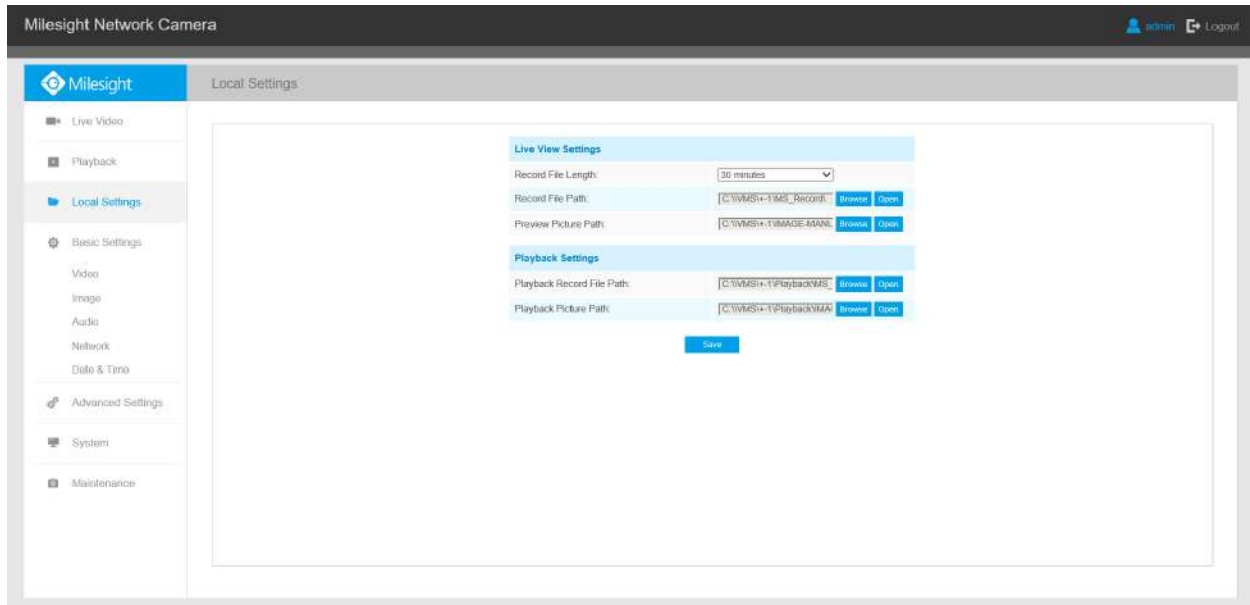 Milesight Network Camera
admin Logout
Milesight
Local Settings
Live Video
Playback
Local Settings
Basic Settings
Video
Image
Audio
Network
Date & Time
Advanced Settings
System
Maintenance
Live View Settings
Record File Length: 30 minutes
Record File Path: Browse Open
Preview Picture Path: Browse Open
Playback Settings
Playback Record File Path: Browse Open
Playback Picture Path: Browse Open
Save